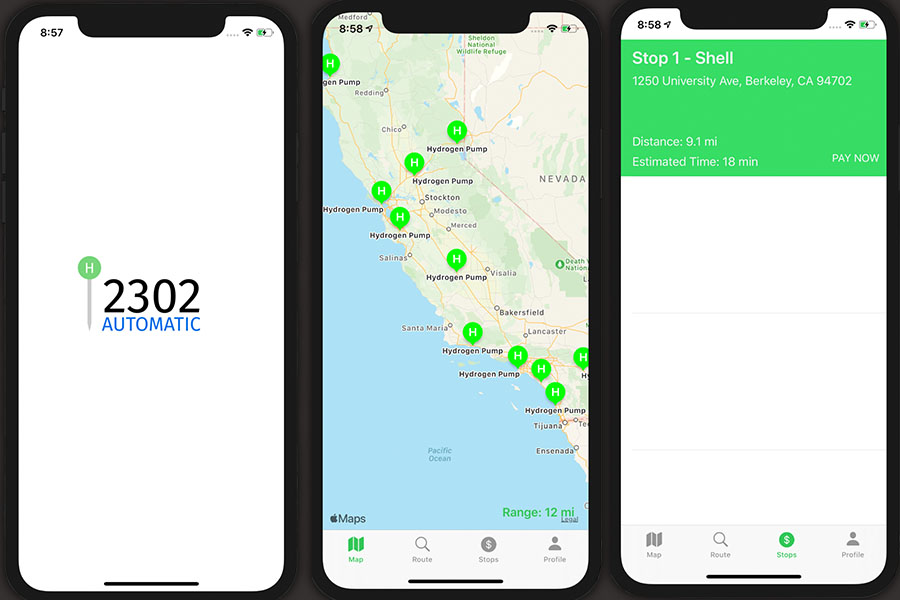 8:57
H
2302
AUTOMATIC
Medford
8:58
Sheldon
National
Wildlife Refuge
H
gen Pump
Redding
Chico
H
Hydrogen Pump
H
Hydrogen Pump
NEVADA
H
Hydrogen Pump
Stockton
H
Modesto
Hydrogen Pump
Merced
Salinas
H
Hydrogen Pump
Visalia
Death V
Nation
Bakersfield
Santa Maria
H
Lancaster
Hydrogen Pump
H
H
H
Hydrogen Pump
Hy
H
Hydrogen Pump
Tijuana
Te
Ensenada
Pacific
Ocean
Range: 12 mi
Maps
Legal
Map
Route
$
Stops
Profile
8:58
Stop 1 - Shell
1250 University Ave, Berkeley, CA 94702
Distance: 9.1 mi
Estimated Time: 18 min
PAY NOW
Map
Route
$
Stops
Profile